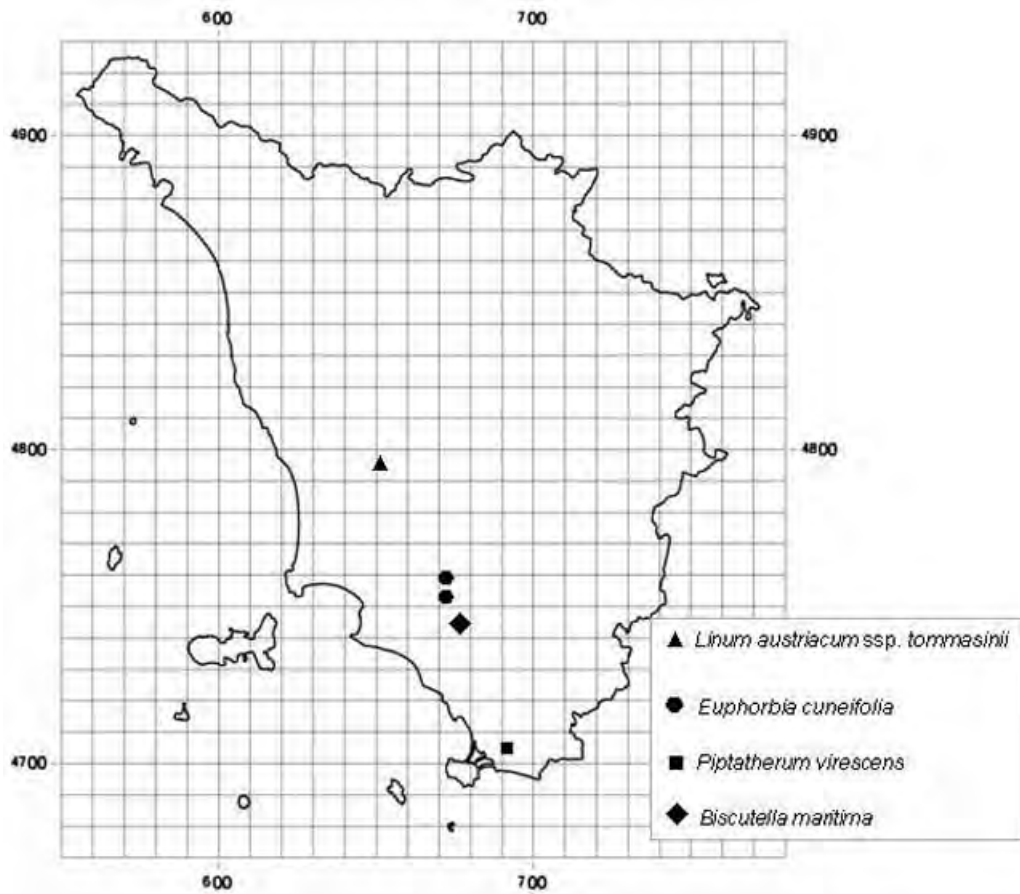 600 700
4900 4900
4800 4800
4700
Linum austriacum ssp. tommasinii
Euphorbia cuneifolia
Piptatherum virescens
Biscutella maritima
600 700